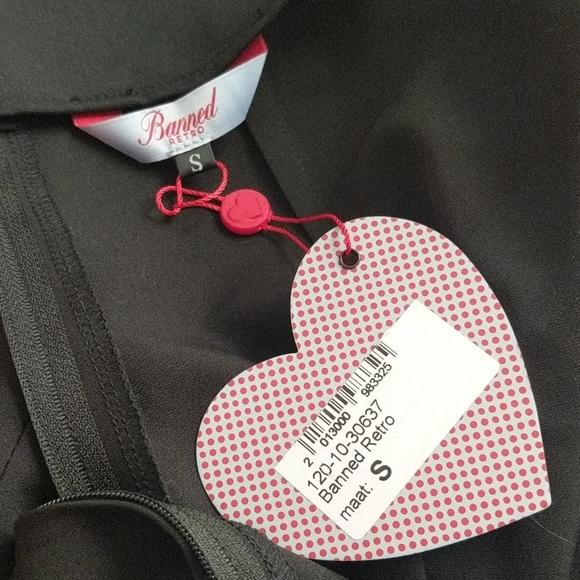 Banned
RETRO
S
2 013000 983325
120-10-30637
Banned Retro
maat: S